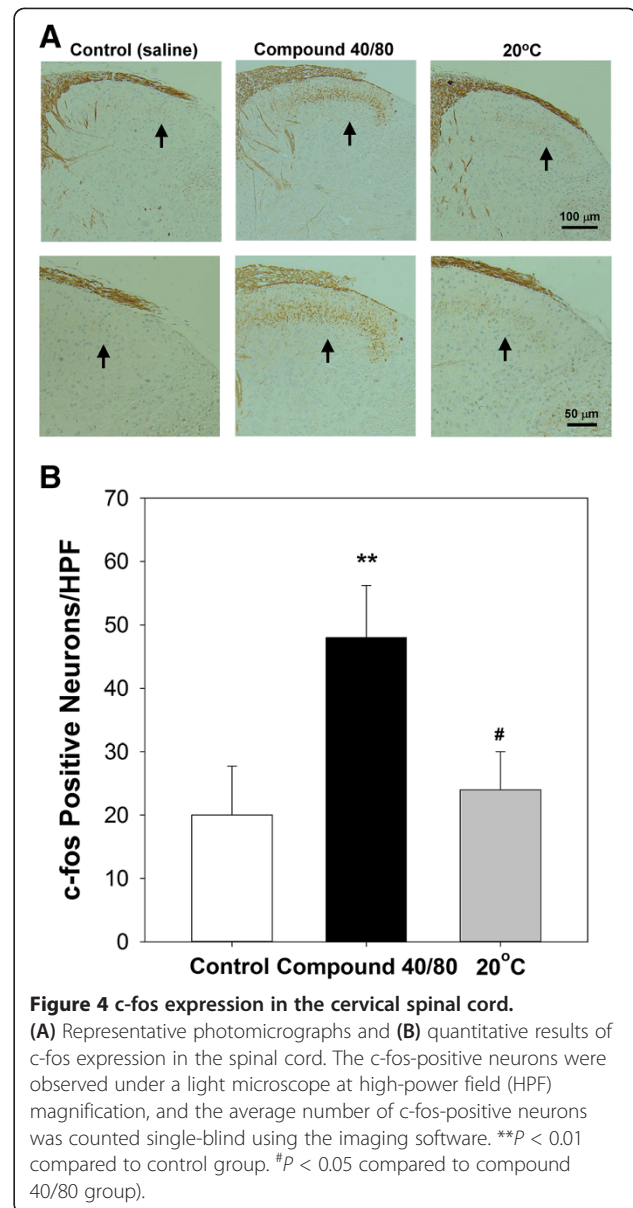 A
Control (saline) Compound 40/80 20°C
100 µm
50 µm
B
c-fos Positive Neurons/HPF
70
60
50
40
30
20
10
0
**
#
Control Compound 40/80 20°C
Figure 4 c-fos expression in the cervical spinal cord.
(A) Representative photomicrographs and (B) quantitative results of
c-fos expression in the spinal cord. The c-fos-positive neurons were
observed under a light microscope at high-power field (HPF)
magnification, and the average number of c-fos-positive neurons
was counted single-blind using the imaging software. **P < 0.01
compared to control group. #P < 0.05 compared to compound
40/80 group).